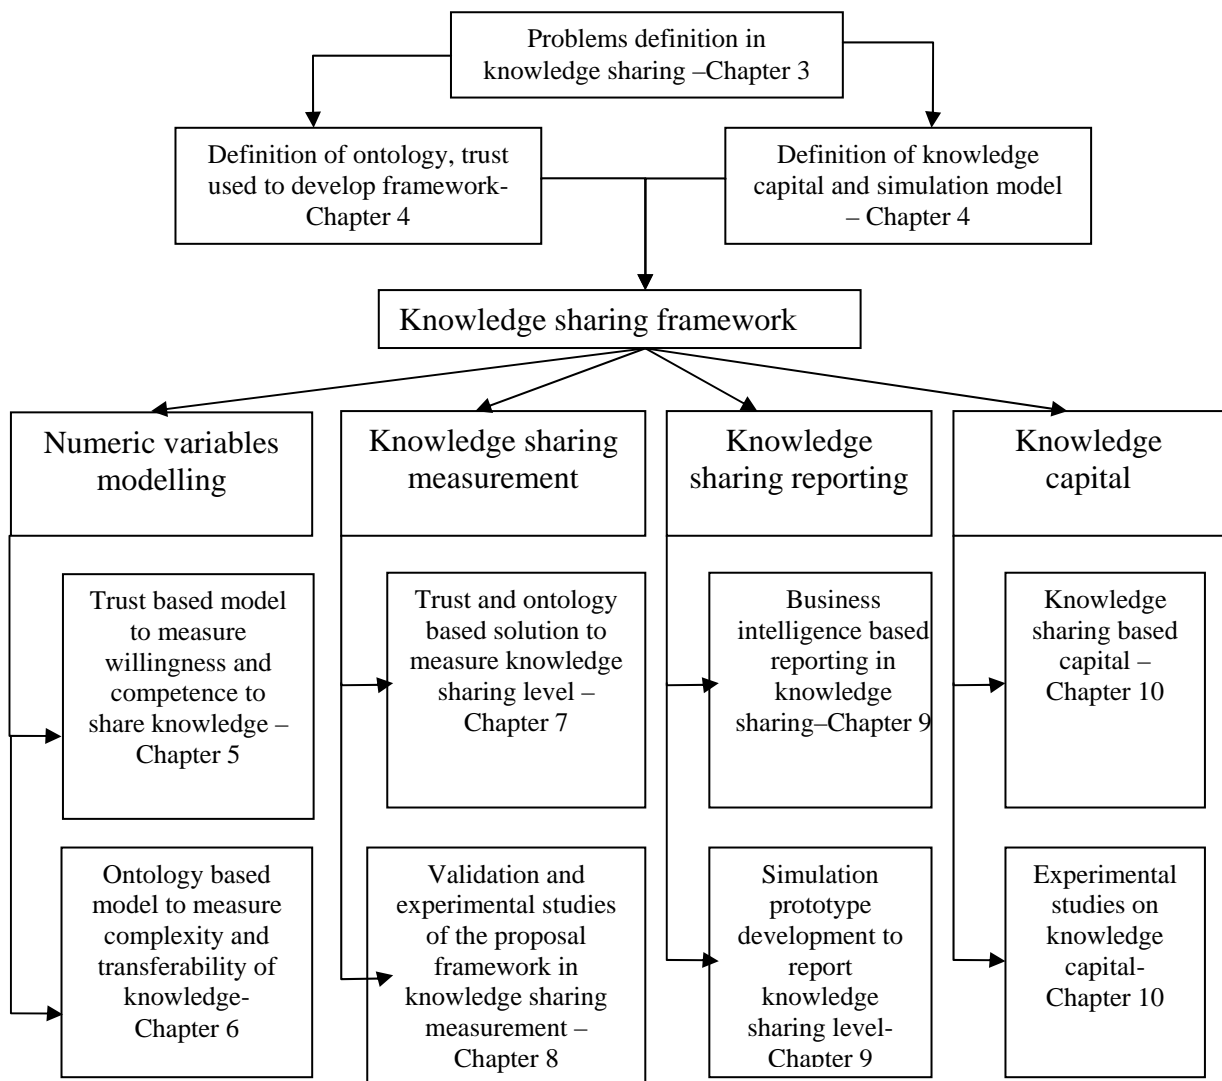 Problems definition in
knowledge sharing –Chapter 3
Definition of ontology, trust
used to develop framework-
Chapter 4
Definition of knowledge
capital and simulation model
– Chapter 4
Knowledge sharing framework
Numeric variables
modelling
Knowledge sharing
measurement
Knowledge
sharing reporting
Knowledge
capital
Trust based model
to measure
willingness and
competence to
share knowledge –
Chapter 5
Trust and ontology
based solution to
measure knowledge
sharing level –
Chapter 7
Business
intelligence based
reporting in
knowledge
sharing–Chapter 9
Knowledge
sharing based
capital –
Chapter 10
Ontology based
model to measure
complexity and
transferability of
knowledge-
Chapter 6
Validation and
experimental studies
of the proposal
framework in
knowledge sharing
measurement –
Chapter 8
Simulation
prototype
development to
report
knowledge
sharing level-
Chapter 9
Experimental
studies on
knowledge
capital-
Chapter 10